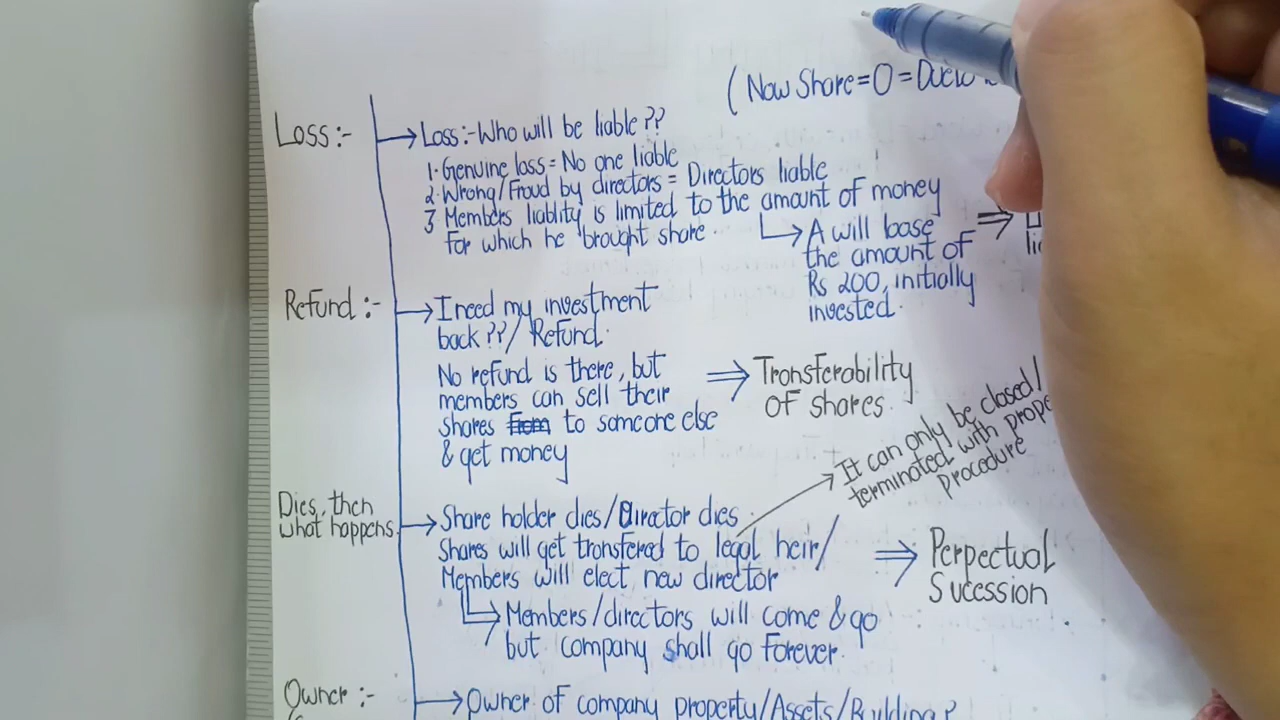 (Now Share=0=
Loss:-
Loss:-Who will be liable??
1. Genuine loss= No one liable
2. Wrong/Fraud by directors = Directors liable
3 Members liablity is limited to the amount of money
for which he brought share.
A will loose
the amount of
Rs 200, initially
invested.
Refund:-
I need my investment
back??/ Refund.
No refund is there, but
members can sell their
shares from to someone else
& get money
Transferability
of shares.
It can only be closed/
terminated with
procedure
Dies, then
what happens
Share holder dies/Director dies.
Shares will get transfered to legal heir/
Members will elect new director
Perpectual
Sucession
Members/directors will come & go
but company shall go forever.
Owner:-
Owner of company property/Assets/Building?